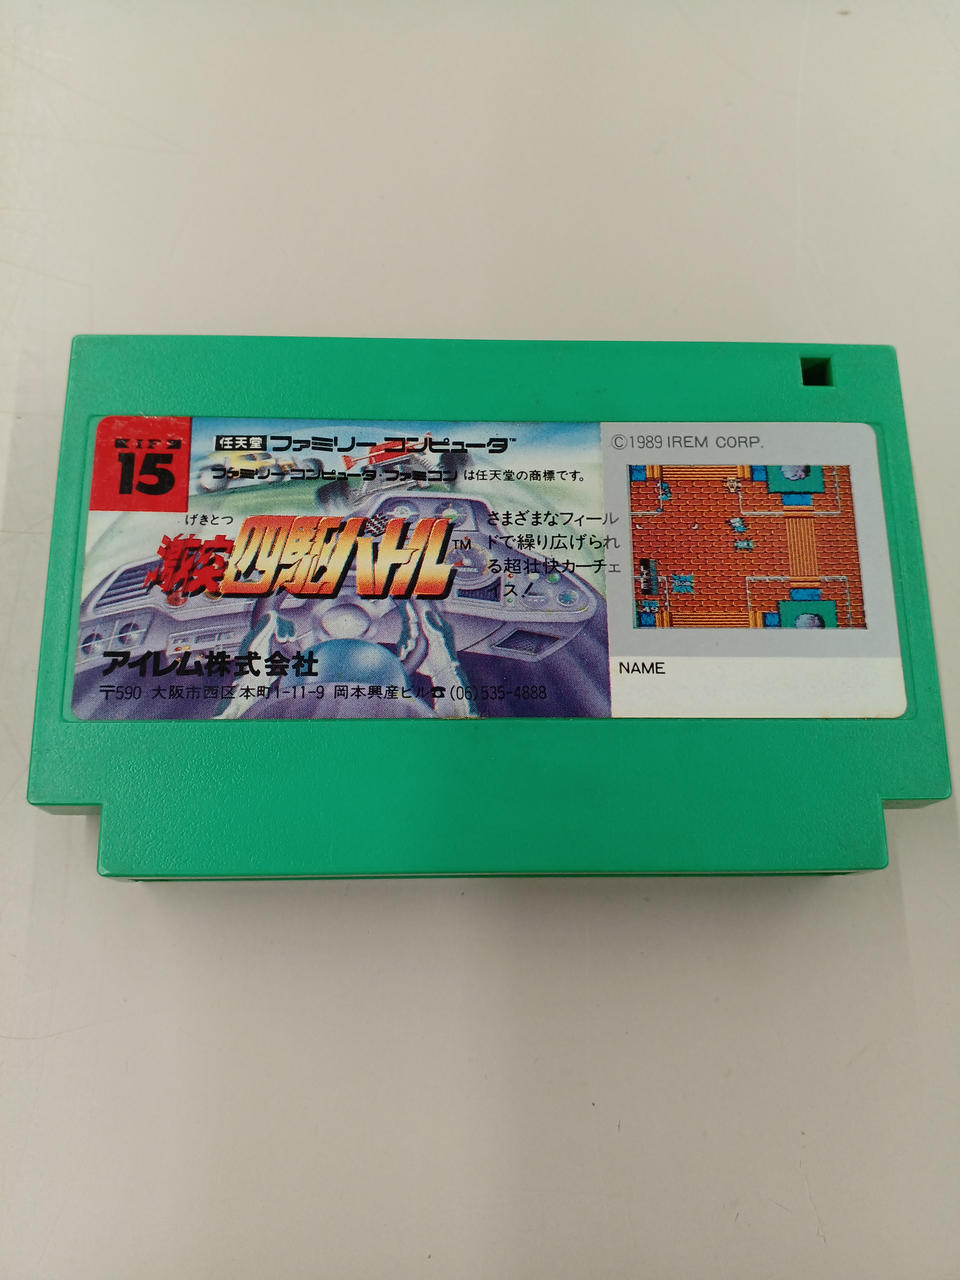 15
任天堂 ファミリーコンピュータ™
ファミリーコンピュータ・ファミコンは任天堂の商標です。
げきとつ
激突四駆バトル™
さまざまなフィール
ドで繰り広げられ
る超壮快カーチェ
ス!
アイレム株式会社
〒590 大阪市西区本町1-11-9 岡本興産ビル☎(06)535-4888
©1989 IREM CORP.
NAME